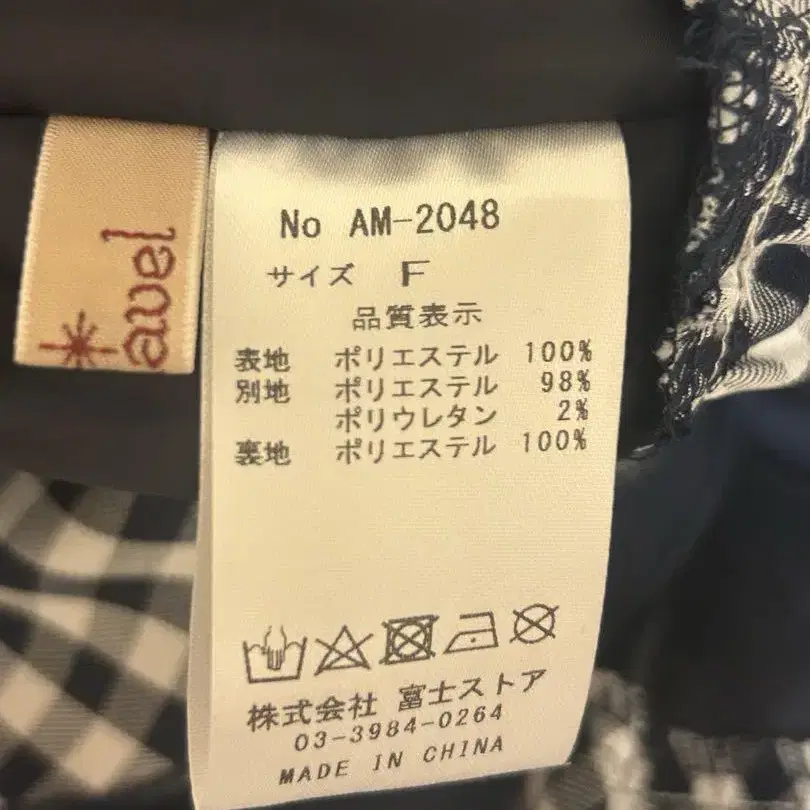 No AM-2048
サイズ F
品質表示
表地 ポリエステル 100%
別地 ポリエステル 98%
ポリウレタン 2%
裏地 ポリエステル 100%
株式会社 富士ストア
03-3984-0264
MADE IN CHINA
avel